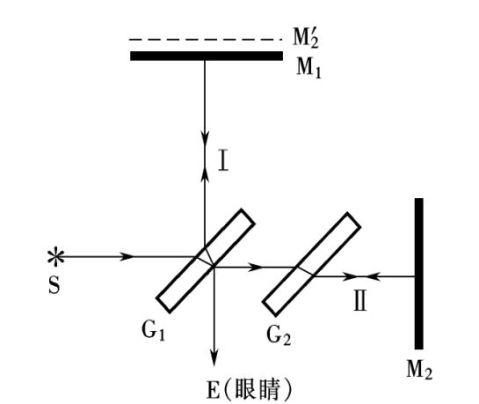 M₂′
M₁
I
S
G₁
G₂
II
M₂
E(眼睛)